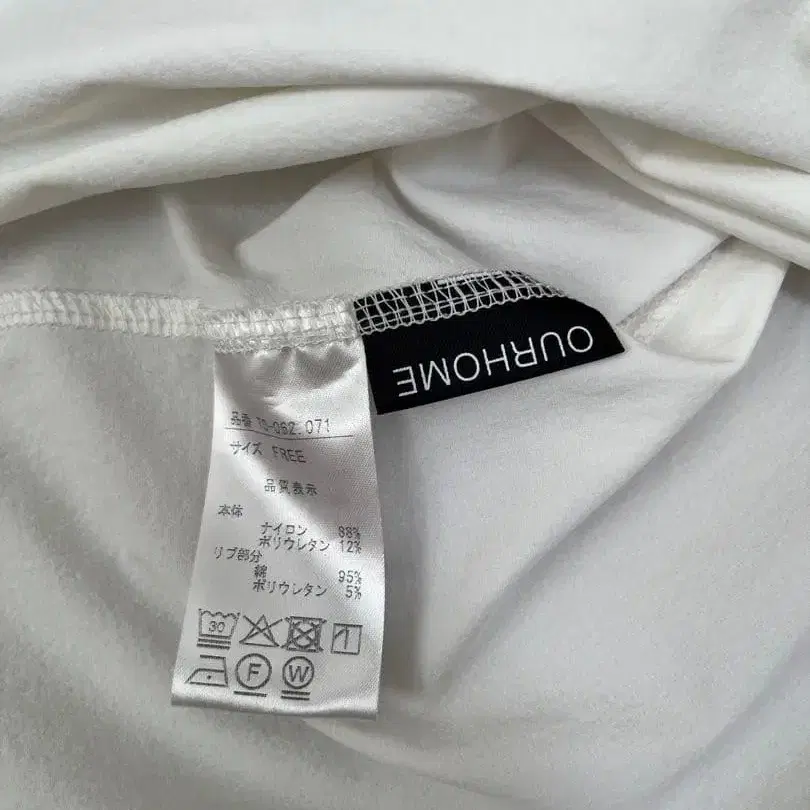 OURHOME
品番 TO-082.071
サイズ FREE
品質表示
本体
ナイロン 88%
ポリウレタン 12%
リブ部分
綿 95%
ポリウレタン 5%
30
F W